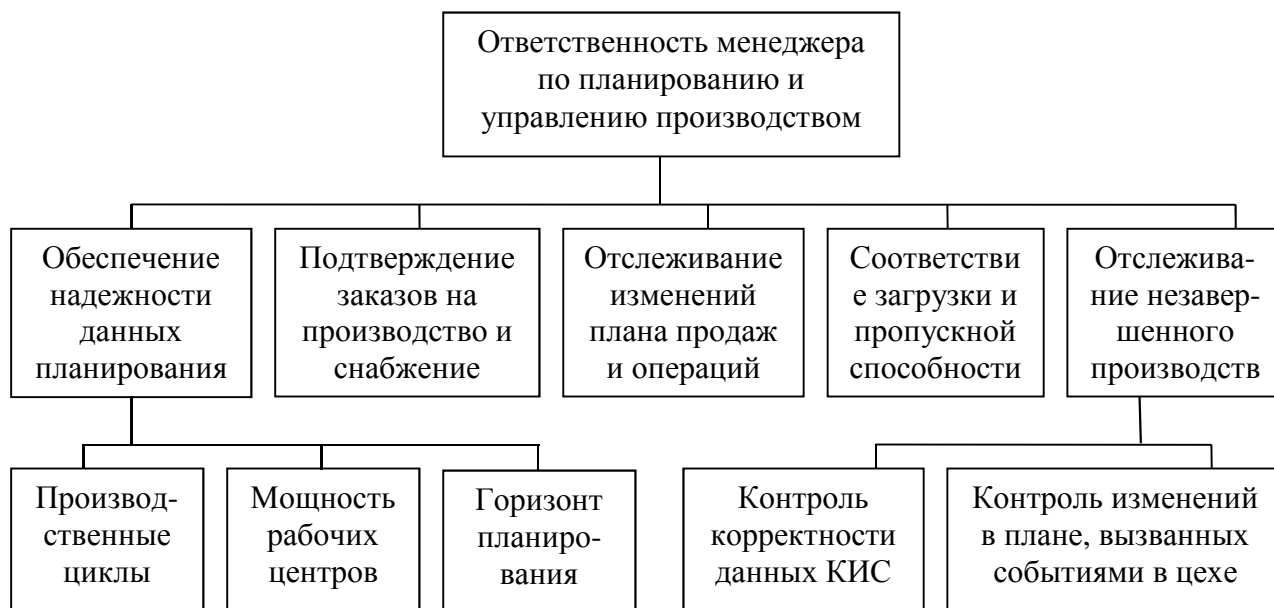 Ответственность менеджера
по планированию и
управлению производством
Обеспечение
надежности
данных
планирования
Подтверждение
заказов на
производство и
снабжение
Отслеживание
изменений
плана продаж
и операций
Соответстви
е загрузки и
пропускной
способности
Отслежива-
ние незавер-
шенного
производств
Производ-
ственные
циклы
Мощность
рабочих
центров
Горизонт
планиро-
вания
Контроль
корректности
данных КИС
Контроль изменений
в плане, вызванных
событиями в цехе